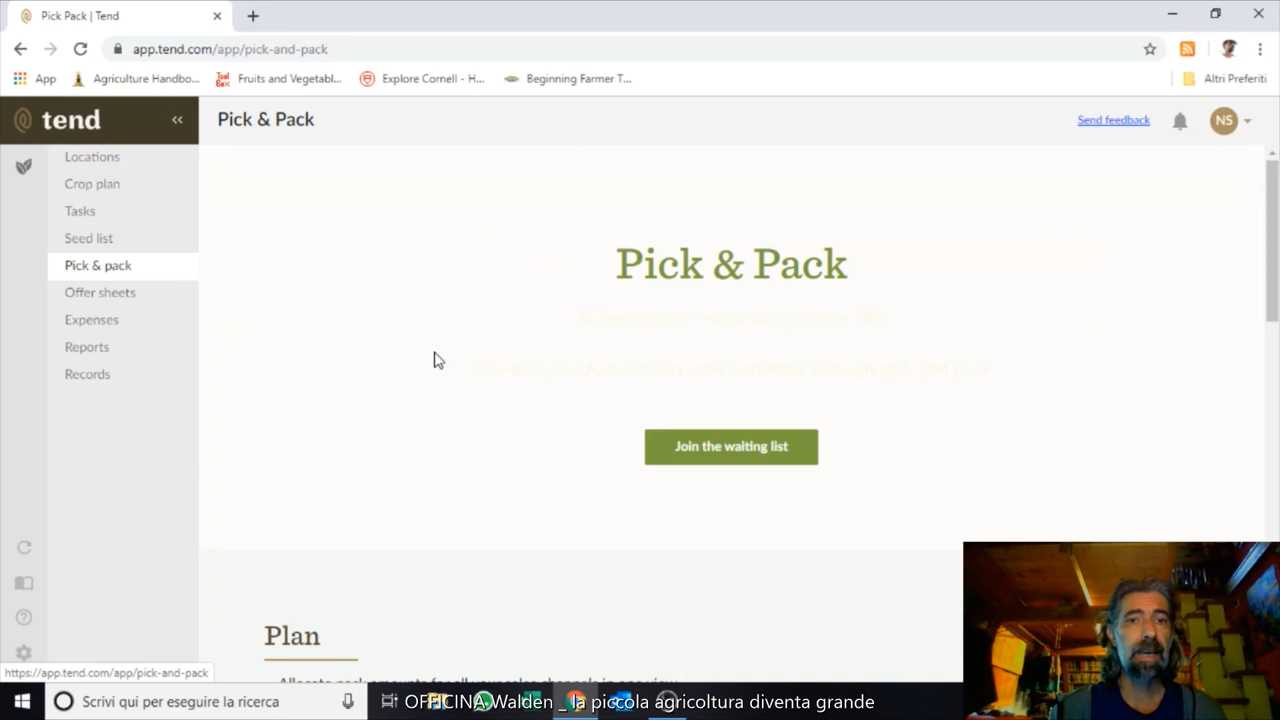 Pick Pack | Tend
app.tend.com/app/pick-and-pack
App
Agriculture Handbo...
Fruits and Vegetabl...
Explore Cornell - H...
Beginning Farmer T...
Altri Preferiti
tend
Pick & Pack
Send feedback
NS
Locations
Crop plan
Tasks
Seed list
Pick & pack
Offer sheets
Expenses
Reports
Records
Pick & Pack
Join the waiting list
Plan
https://app.tend.com/app/pick-and-pack
Scrivi qui per eseguire la ricerca
OFFICINA Walden _ la piccola agricoltura diventa grande